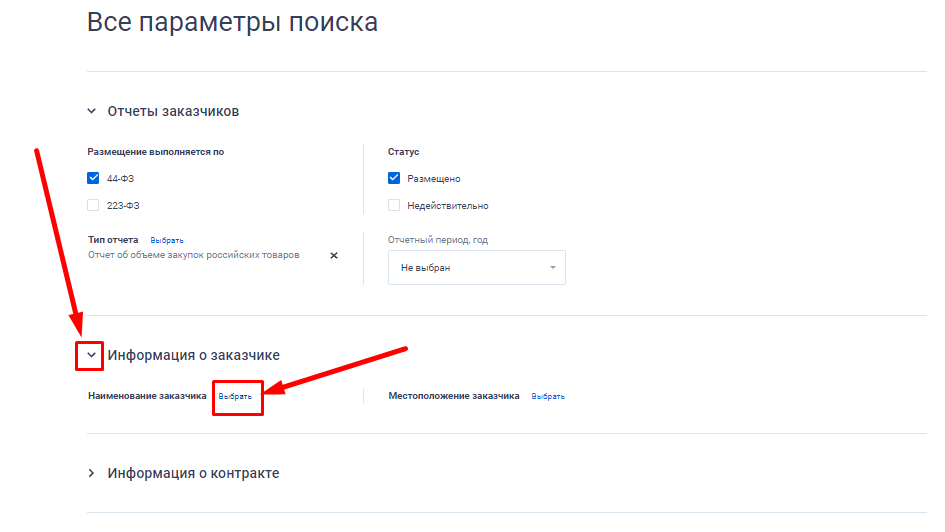 Все параметры поиска
Отчеты заказчиков
Размещение выполняется по
44-ФЗ
223-ФЗ
Статус
Размещено
Недействительно
Тип отчета Выбрать
Отчет об объеме закупок российских товаров
Отчетный период, год
Не выбран
Информация о заказчике
Наименование заказчика Выбрать
Местоположение заказчика Выбрать
Информация о контракте